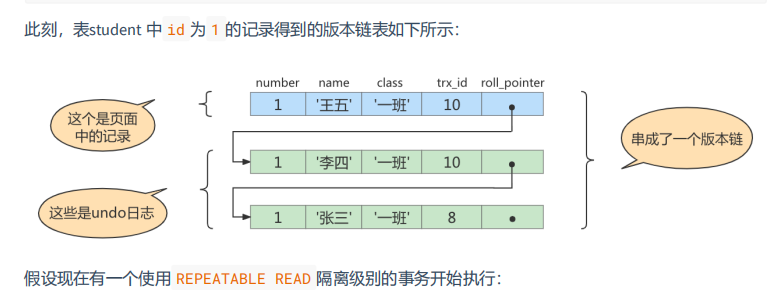 此刻，表student 中 id 为 1 的记录得到的版本链表如下所示：
number name class trx_id roll_pointer
1 '王五' '一班' 10
这个是页面
中的记录
1 '李四' '一班' 10
串成了一个版本链
这些是undo日志
1 '张三' '一班' 8
假设现在有一个使用 REPEATABLE READ 隔离级别的事务开始执行：